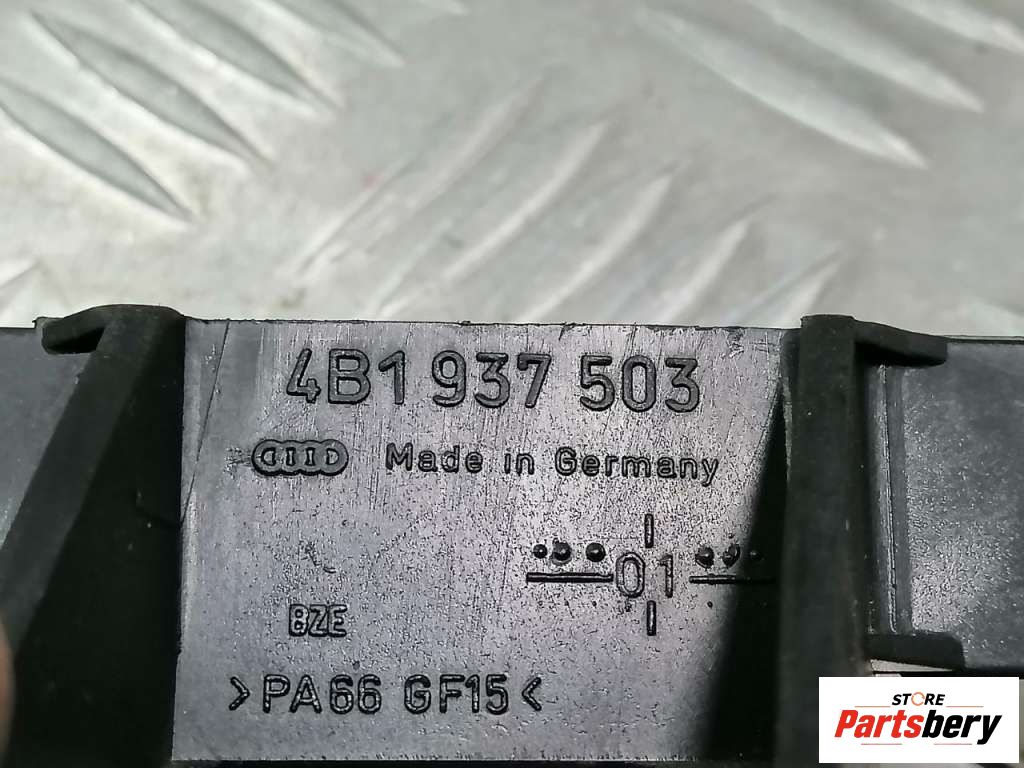 4B1 937 503
Made in Germany
01
BZE
>PA66 GF15<
STORE
Partsbery